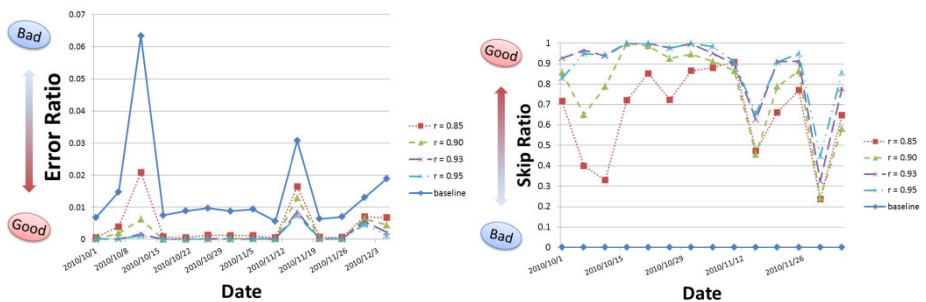 Bad
Good
Error Ratio
0.07
0.06
0.05
0.04
0.03
0.02
0.01
0
2010/10/1
2010/10/8
2010/10/15
2010/10/22
2010/10/29
2010/11/5
2010/11/12
2010/11/19
2010/11/26
2010/12/3
Date
r = 0.85
r = 0.90
r = 0.93
r = 0.95
baseline
Good
Bad
Skip Ratio
1
0.9
0.8
0.7
0.6
0.5
0.4
0.3
0.2
0.1
0
2010/10/1
2010/10/15
2010/10/29
2010/11/12
2010/11/26
Date
r = 0.85
r = 0.90
r = 0.93
r = 0.95
baseline